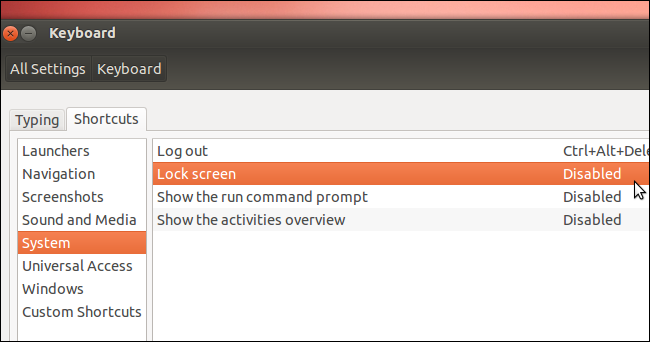 Keyboard
All Settings Keyboard
Typing Shortcuts
Launchers
Navigation
Screenshots
Sound and Media
System
Universal Access
Windows
Custom Shortcuts
Log out Ctrl+Alt+Dele
Lock screen Disabled
Show the run command prompt Disabled
Show the activities overview Disabled